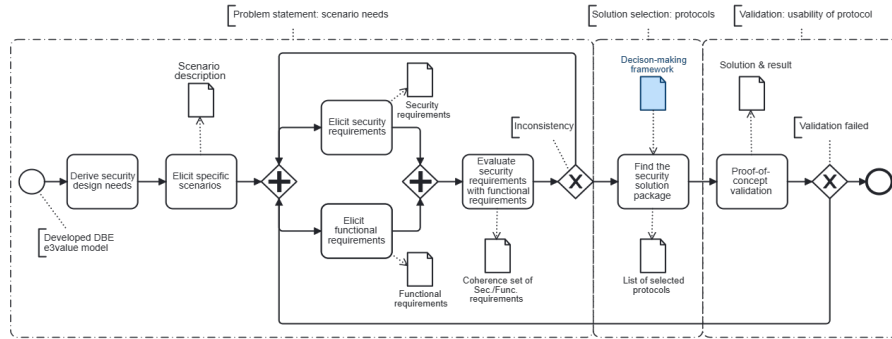 Problem statement: scenario needs
Solution selection: protocols
Validation: usability of protocol
Scenario
description
Security
requirements
Decison-making
framework
Solution & result
Elicit security
requirements
Inconsistency
Validation failed
Derive security
design needs
Elicit specific
scenarios
Evaluate
security
requirements
with functional
requirements
X
Find the
security
solution
package
Proof-of-
concept
validation
X
Elicit
functional
requirements
Developed DBE
e3value model
Functional
requirements
Coherence set of
Sec./Func.
requirements
List of selected
protocols